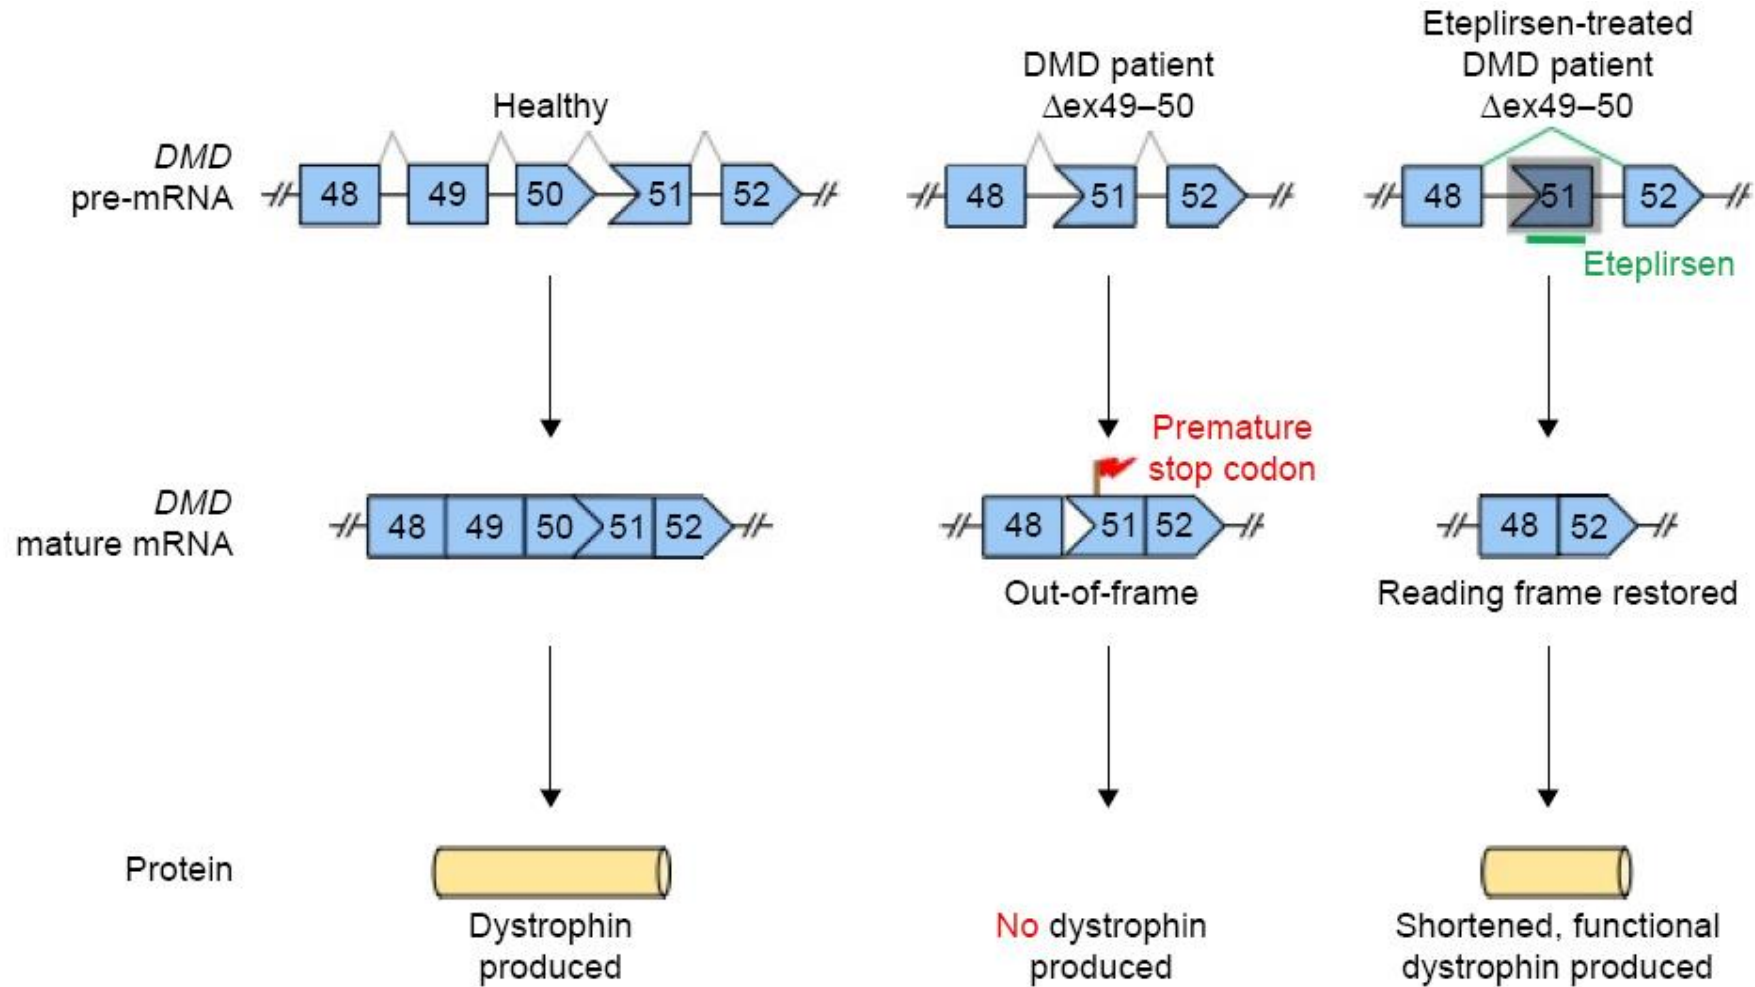 Healthy
DMD patient
Δex49–50
Eteplirsen-treated
DMD patient
Δex49–50
DMD
pre-mRNA
48
49
50
51
52
48
51
52
48
51
52
Eteplirsen
Premature
stop codon
DMD
mature mRNA
48
49
50
51
52
48
51
52
48
52
Out-of-frame
Reading frame restored
Protein
Dystrophin
produced
No dystrophin
produced
Shortened, functional
dystrophin produced